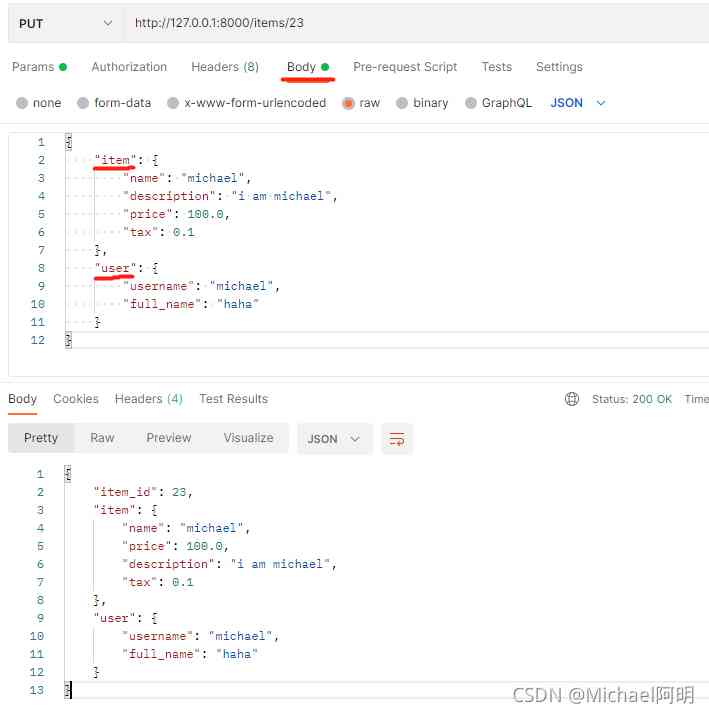 PUT http://127.0.0.1:8000/items/23
Params Authorization Headers (8) Body Pre-request Script Tests Settings
none form-data x-www-form-urlencoded raw binary GraphQL JSON
1 {
2 "item": {
3 "name": "michael",
4 "description": "i am michael",
5 "price": 100.0,
6 "tax": 0.1
7 },
8 "user": {
9 "username": "michael",
10 "full_name": "haha"
11 }
12 }
Body Cookies Headers (4) Test Results Status: 200 OK Time
Pretty Raw Preview Visualize JSON
1 {
2 "item_id": 23,
3 "item": {
4 "name": "michael",
5 "price": 100.0,
6 "description": "i am michael",
7 "tax": 0.1
8 },
9 "user": {
10 "username": "michael",
11 "full_name": "haha"
12 }
13 }
CSDN @Michael阿明